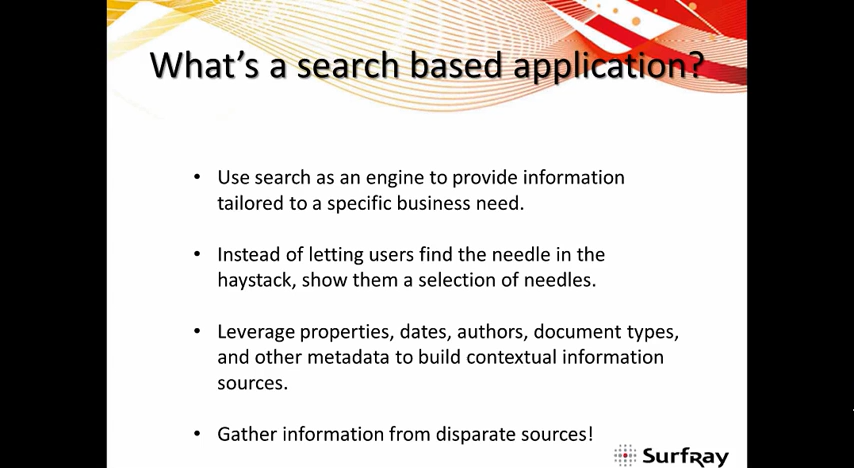 What's a search based application?
• Use search as an engine to provide information
tailored to a specific business need.
• Instead of letting users find the needle in the
haystack, show them a selection of needles.
• Leverage properties, dates, authors, document types,
and other metadata to build contextual information
sources.
• Gather information from disparate sources!
SurfRay